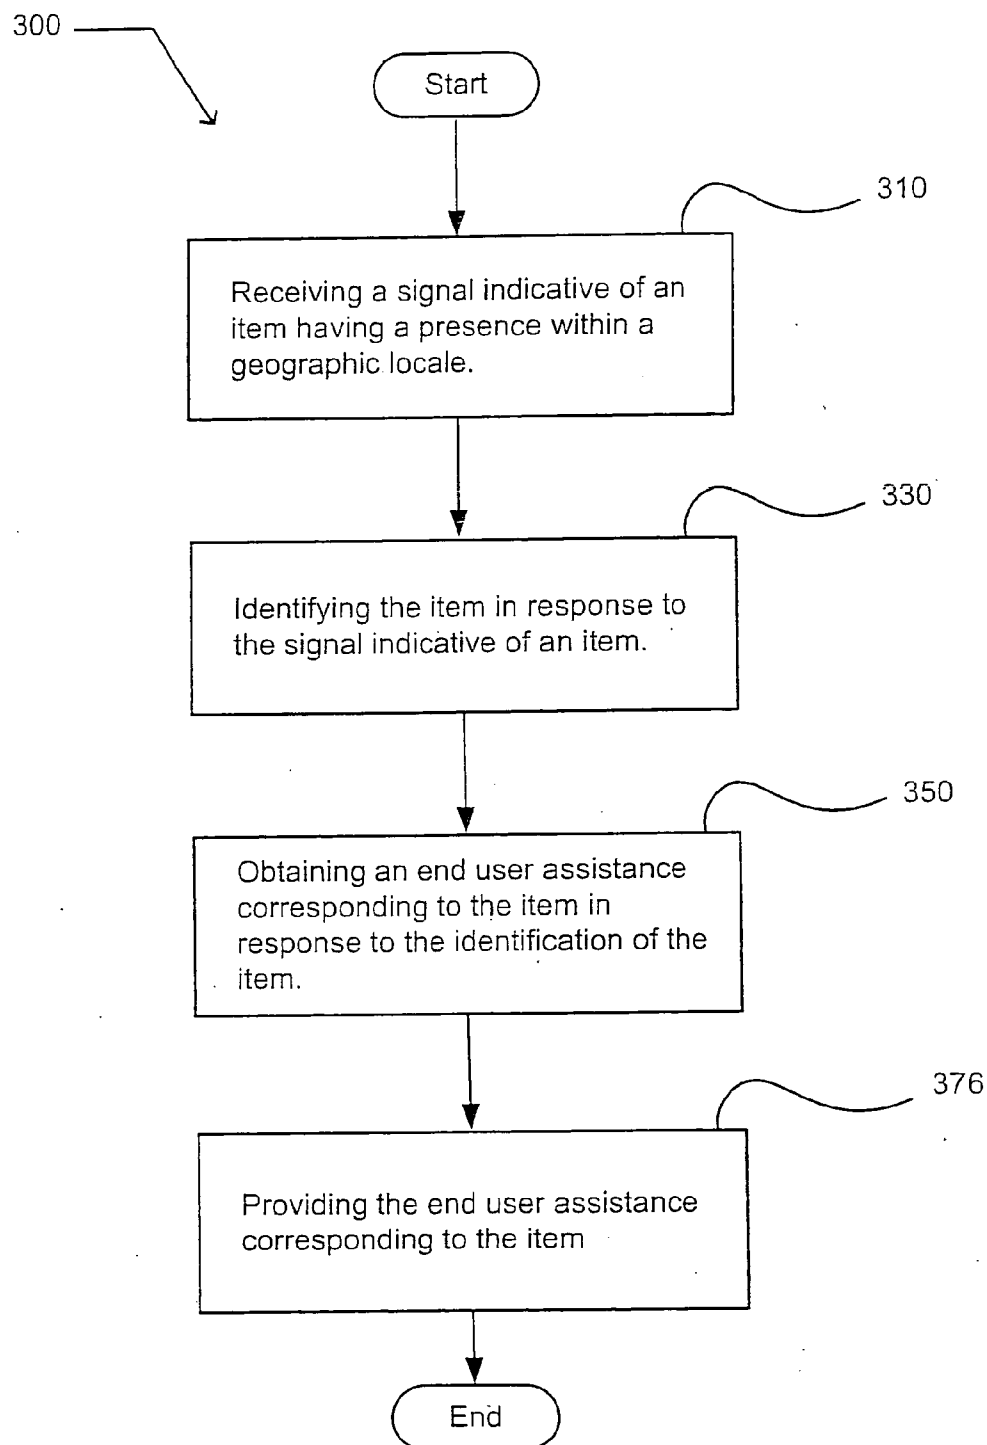 300
Start
310
Receiving a signal indicative of an
item having a presence within a
geographic locale.
330
Identifying the item in response to
the signal indicative of an item.
350
Obtaining an end user assistance
corresponding to the item in
response to the identification of the
item.
376
Providing the end user assistance
corresponding to the item
End